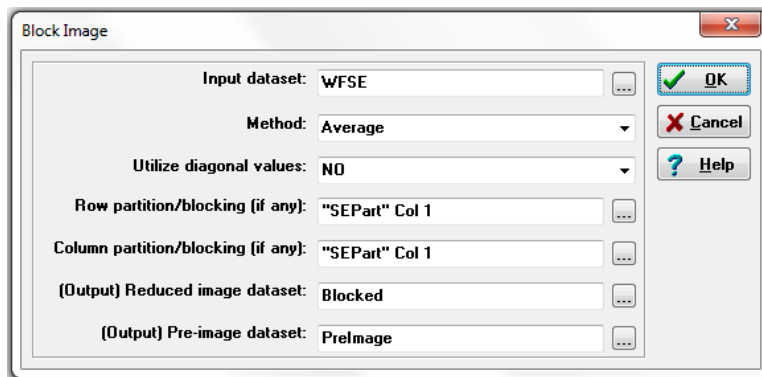 Block Image
Input dataset: WFSE ...
OK
Method: Average
Cancel
Utilize diagonal values: NO
Help
Row partition/blocking (if any): "SEPart" Col 1 ...
Column partition/blocking (if any): "SEPart" Col 1 ...
(Output) Reduced image dataset: Blocked ...
(Output) Pre-image dataset: PreImage ...